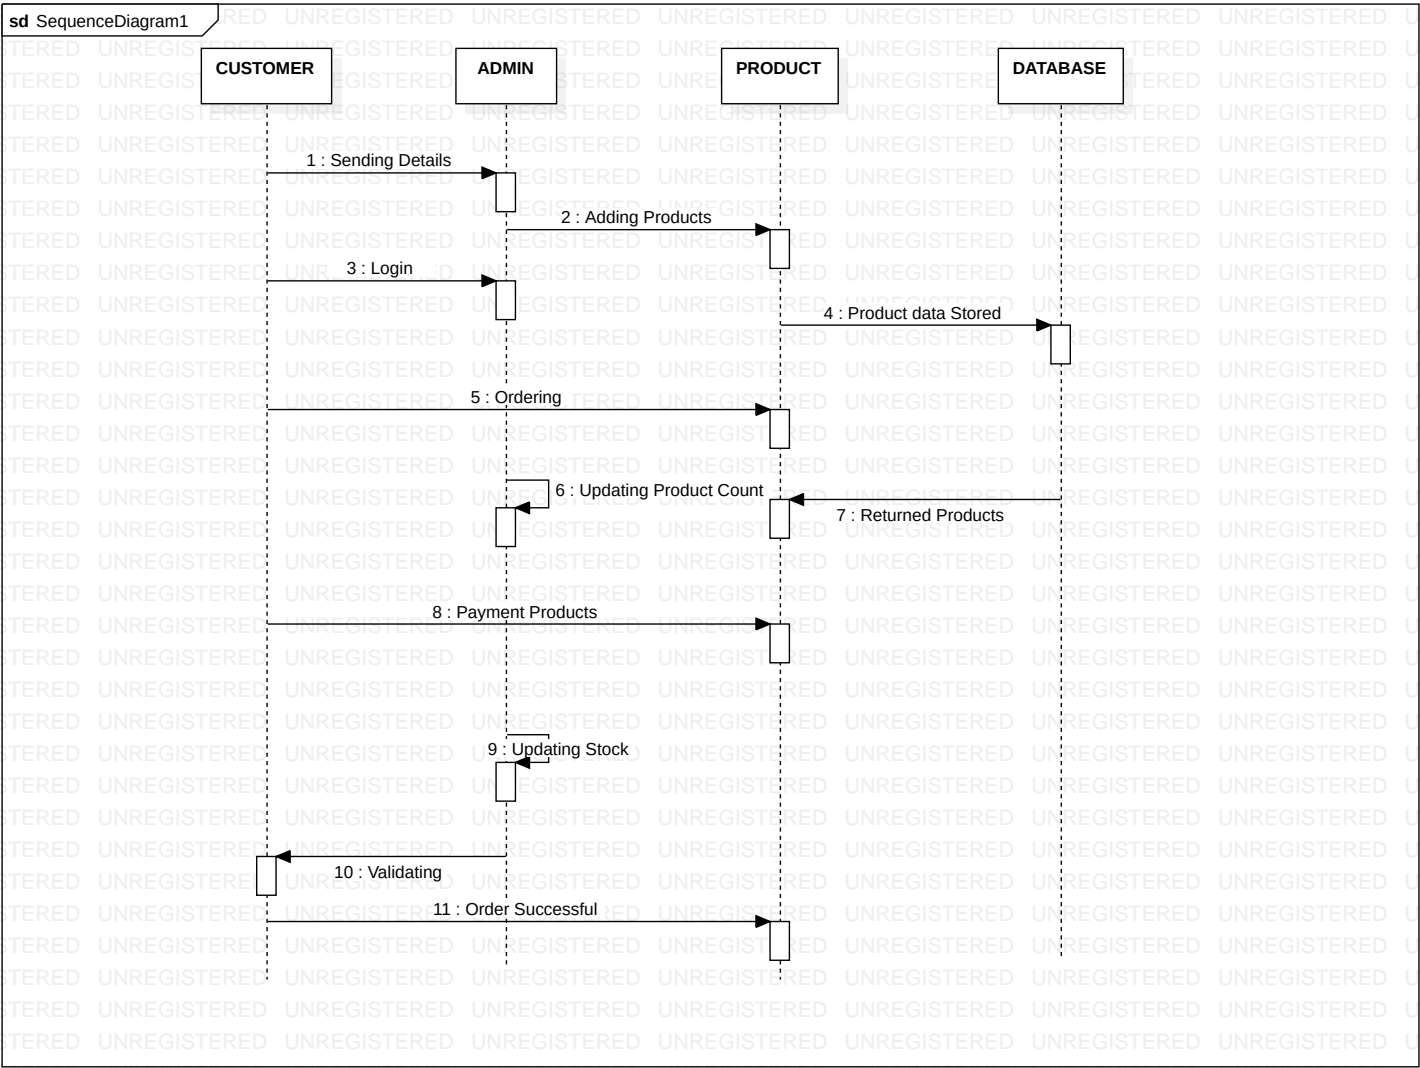 sd SequenceDiagram1
CUSTOMER
ADMIN
PRODUCT
DATABASE
1 : Sending Details
2 : Adding Products
3 : Login
4 : Product data Stored
5 : Ordering
6 : Updating Product Count
7 : Returned Products
8 : Payment Products
9 : Updating Stock
10 : Validating
11 : Order Successful
UNREGISTERED